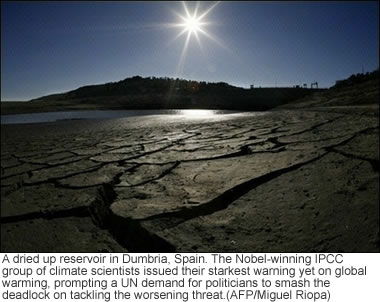 A dried up reservoir in Dumbria, Spain. The Nobel-winning IPCC
group of climate scientists issued their starkest warning yet on global
warming, prompting a UN demand for politicians to smash the
deadlock on tackling the worsening threat.(AFP/Miguel Riopa)